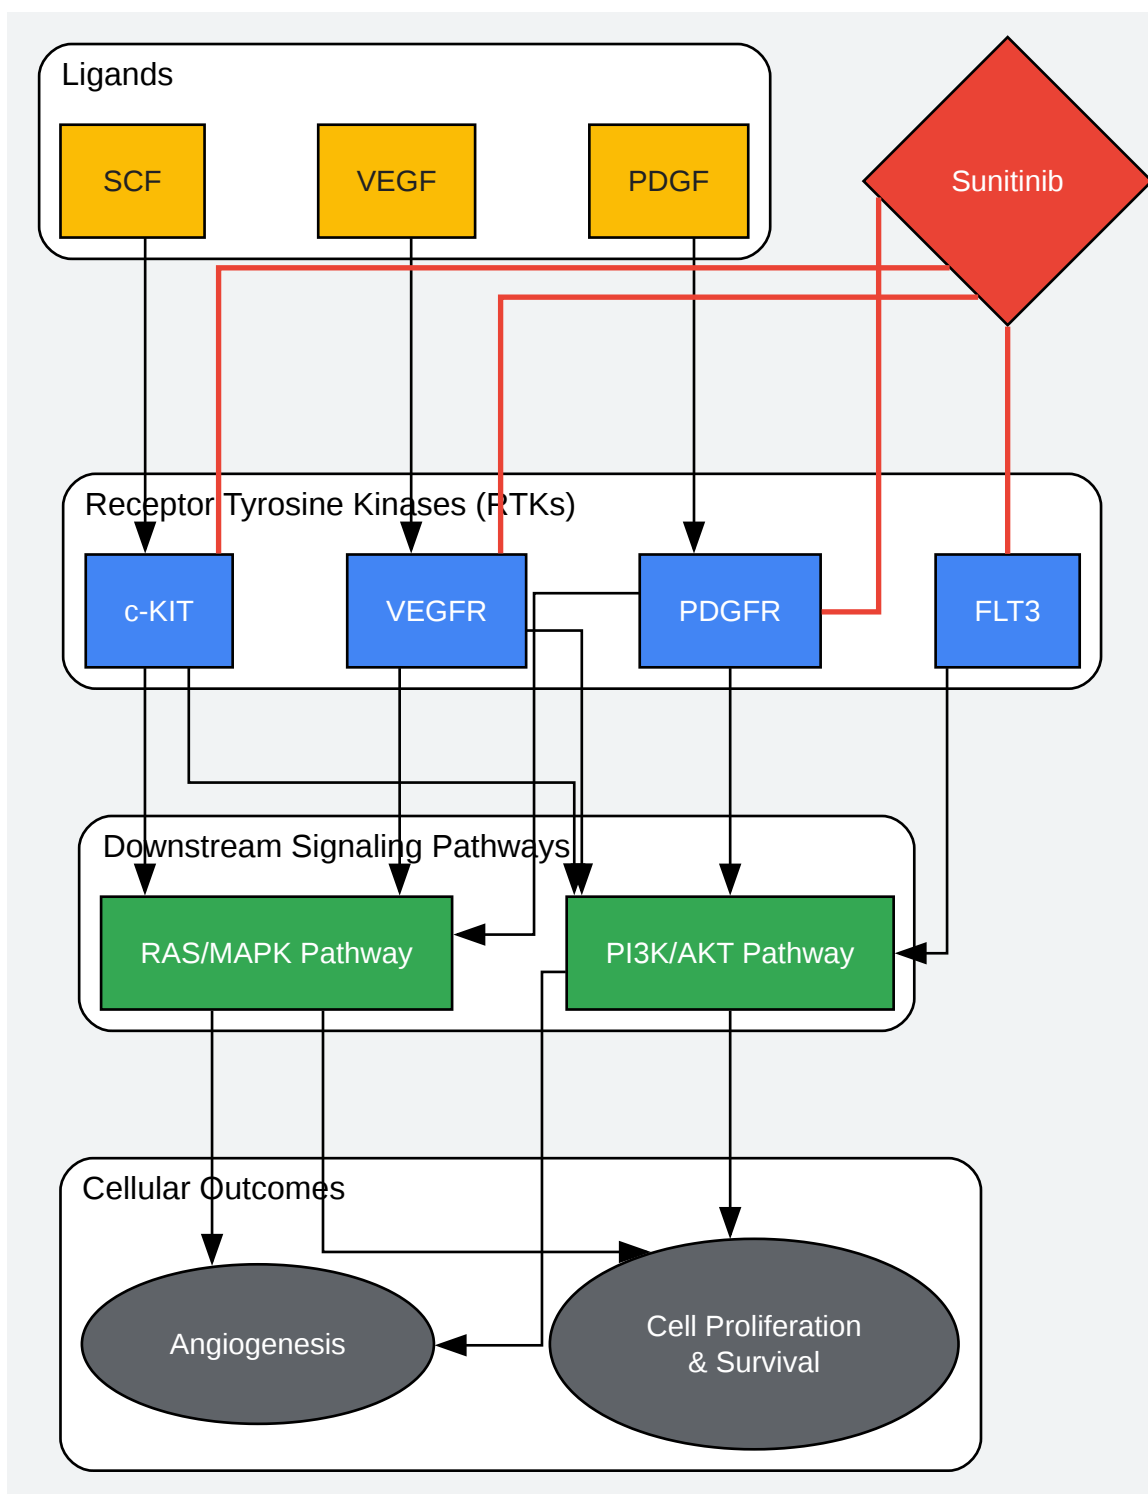 Ligands
SCF
VEGF
PDGF
Sunitinib
Receptor Tyrosine Kinases (RTKs)
c-KIT
VEGFR
PDGFR
FLT3
Downstream Signaling Pathways
RAS/MAPK Pathway
PI3K/AKT Pathway
Cellular Outcomes
Angiogenesis
Cell Proliferation
& Survival